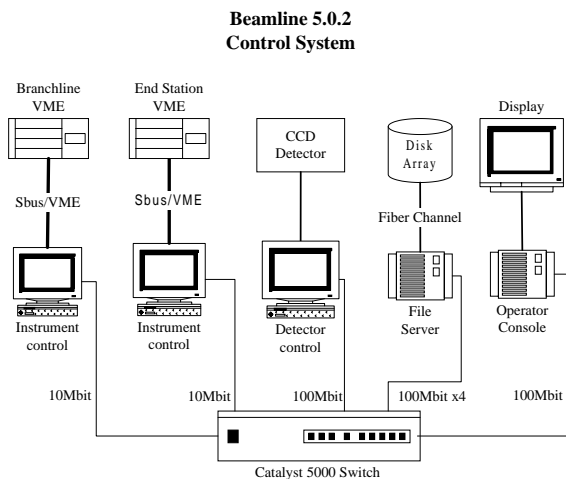 Beamline 5.0.2
Control System
Branchline
VME
End Station
VME
CCD
Detector
Disk
Array
Display
Sbus/VME
Sbus/VME
Fiber Channel
Instrument
control
Instrument
control
Detector
control
File
Server
Operator
Console
10Mbit
10Mbit
100Mbit
100Mbit x4
100Mbit
Catalyst 5000 Switch